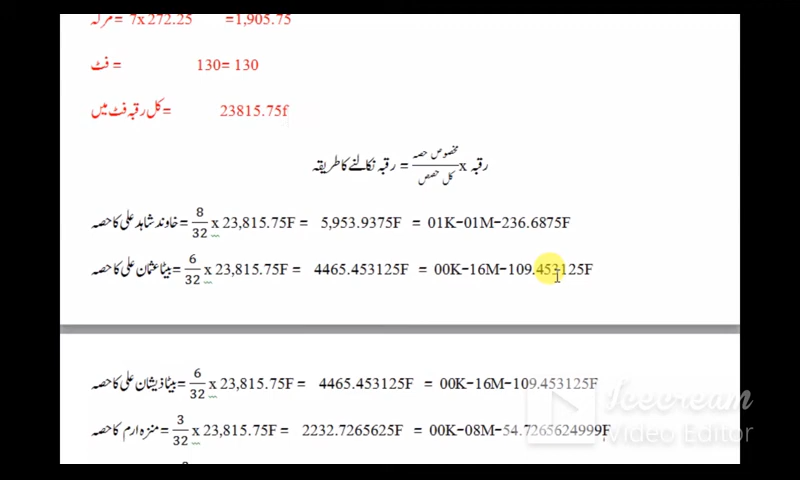 مرلہ = 7x 272.25 =1,905.75
فٹ = 130= 130
کل رقبہ فٹ میں = 23815.75f
رقبہ نکالنے کا طریقہ = مخصوص حصہ / کل حصص x رقبہ
خاوند شاہد علی کا حصہ = 8/32 x 23,815.75F = 5,953.9375F = 01K-01M-236.6875F
بیٹا عثمان علی کا حصہ = 6/32 x 23,815.75F = 4465.453125F = 00K-16M-109.453125F
بیٹا ذیشان علی کا حصہ = 6/32 x 23,815.75F = 4465.453125F = 00K-16M-109.453125F
منزہ ارم کا حصہ = 3/32 x 23,815.75F = 2232.7265625F = 00K-08M-54.7265624999F
Icecream
Video Editor